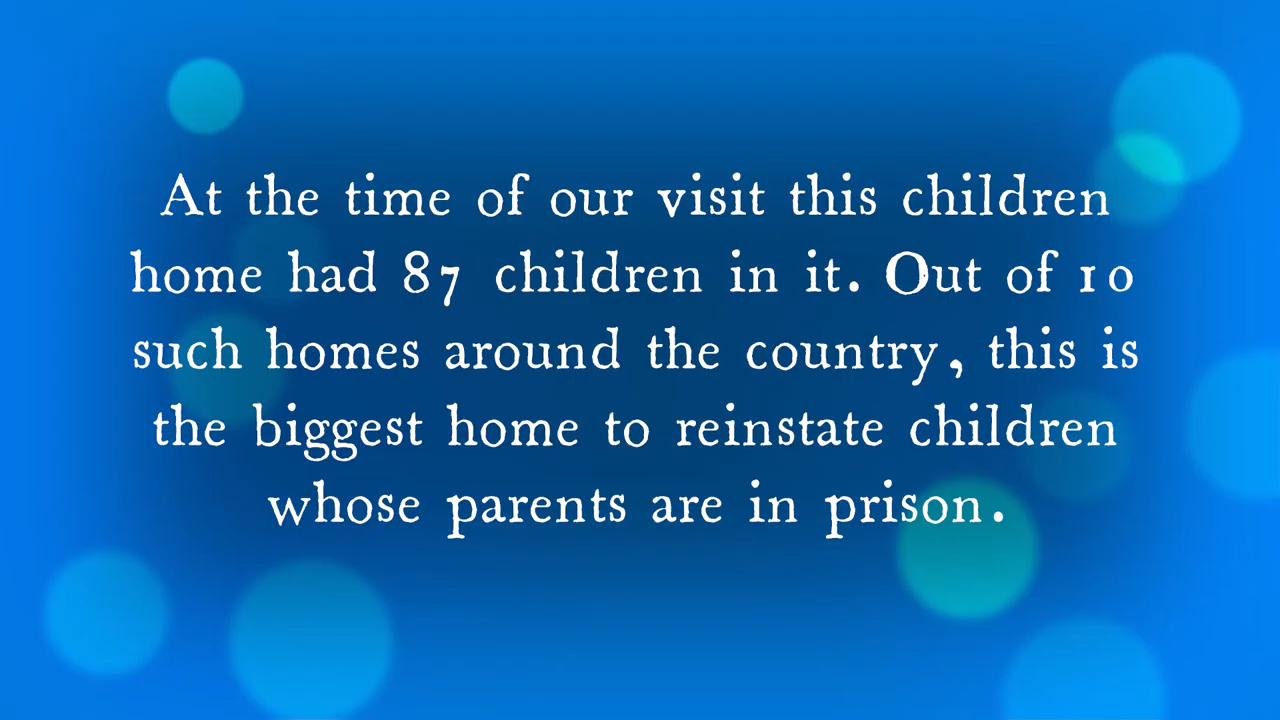 At the time of our visit this children
home had 87 children in it. Out of 10
such homes around the country, this is
the biggest home to reinstate children
whose parents are in prison.